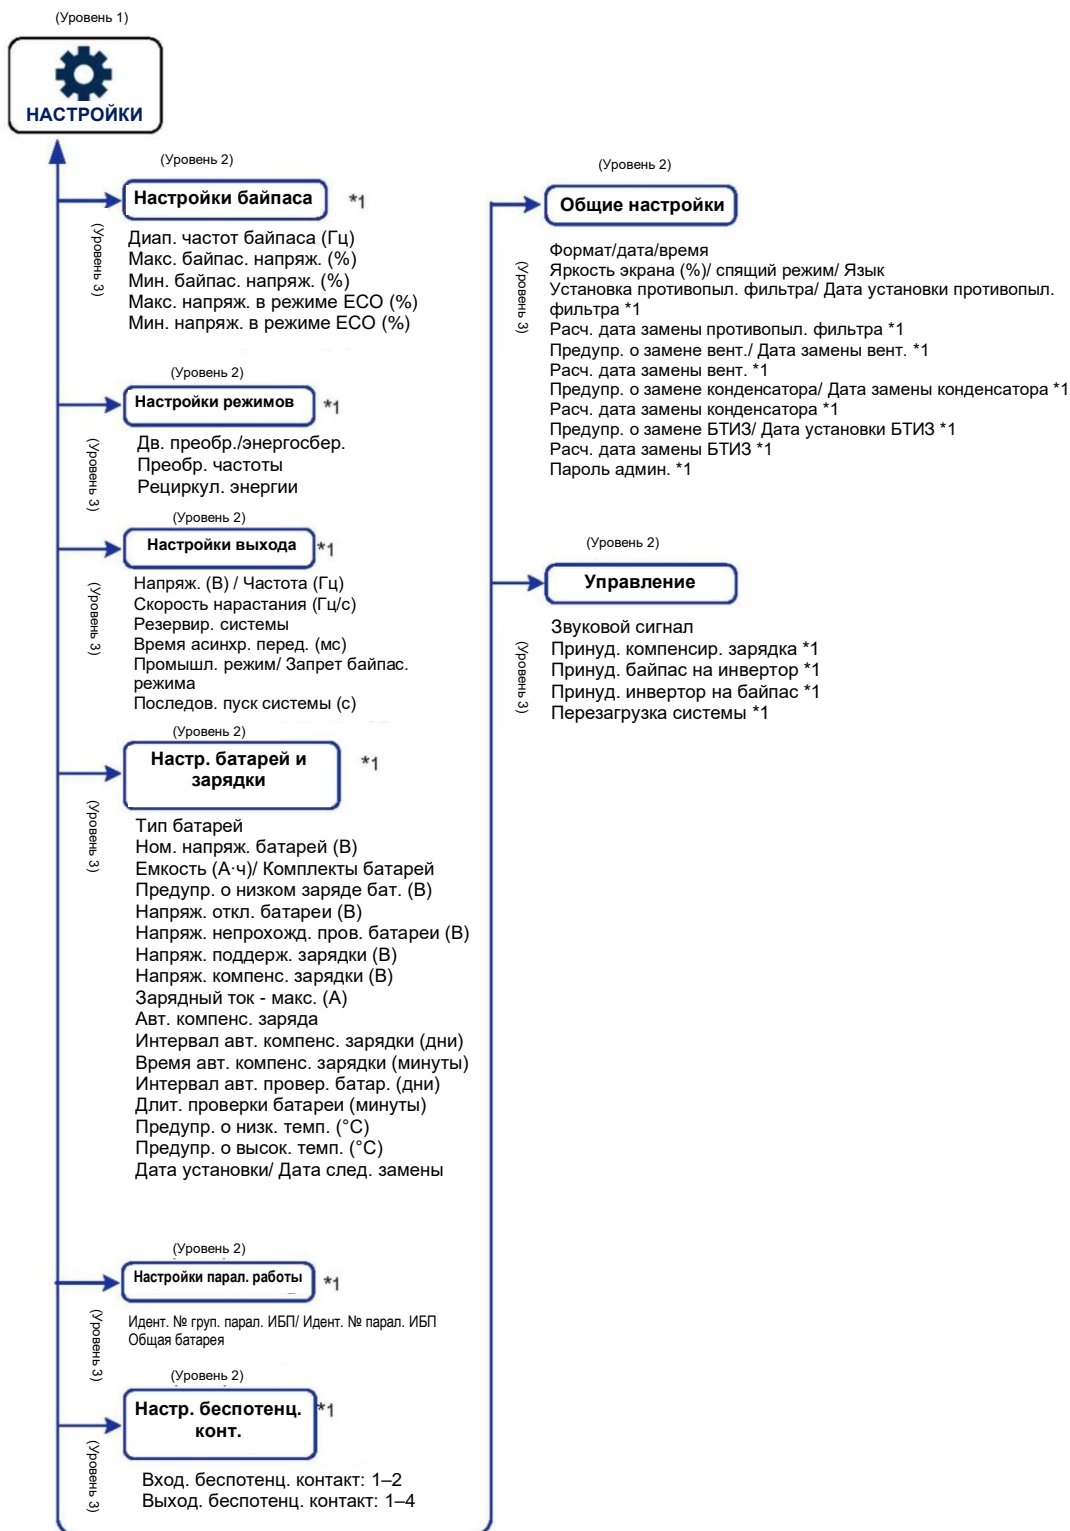 (Уровень 1)
НАСТРОЙКИ
(Уровень 2)
Настройки байпаса *1
(Уровень 3)
Диап. частот байпаса (Гц)
Макс. байпас. напряж. (%)
Мин. байпас. напряж. (%)
Макс. напряж. в режиме ECO (%)
Мин. напряж. в режиме ECO (%)
(Уровень 2)
Настройки режимов *1
(Уровень 3)
Дв. преобр./энергосбер.
Преобр. частоты
Рециркул. энергии
(Уровень 2)
Настройки выхода *1
(Уровень 3)
Напряж. (В) / Частота (Гц)
Скорость нарастания (Гц/с)
Резервир. системы
Время асинхр. перед. (мс)
Промышл. режим/ Запрет байпас.
режима
Последов. пуск системы (с)
(Уровень 2)
Настр. батарей и
зарядки
*1
(Уровень 3)
Тип батарей
Ном. напряж. батарей (В)
Емкость (А·ч)/ Комплекты батарей
Предупр. о низком заряде бат. (В)
Напряж. откл. батареи (В)
Напряж. непрохожд. пров. батареи (В)
Напряж. поддерж. зарядки (В)
Напряж. компенс. зарядки (В)
Зарядный ток - макс. (А)
Авт. компенс. заряда
Интервал авт. компенс. зарядки (дни)
Время авт. компенс. зарядки (минуты)
Интервал авт. провер. батар. (дни)
Длит. проверки батареи (минуты)
Предупр. о низк. темп. (°C)
Предупр. о высок. темп. (°C)
Дата установки/ Дата след. замены
(Уровень 2)
Настройки парал. работы *1
(Уровень 3)
Идент. № груп. парал. ИБП/ Идент. № парал. ИБП
Общая батарея
(Уровень 2)
Настр. беспотенц.
конт.
*1
(Уровень 3)
Вход. беспотенц. контакт: 1–2
Выход. беспотенц. контакт: 1–4
(Уровень 2)
Общие настройки
(Уровень 3)
Формат/дата/время
Яркость экрана (%)/ спящий режим/ Язык
Установка противопыл. фильтра/ Дата установки противопыл.
фильтра *1
Расч. дата замены противопыл. фильтра *1
Предупр. о замене вент./ Дата замены вент. *1
Расч. дата замены вент. *1
Предупр. о замене конденсатора/ Дата замены конденсатора *1
Расч. дата замены конденсатора *1
Предупр. о замене БТИЗ/ Дата установки БТИЗ *1
Расч. дата замены БТИЗ *1
Пароль админ. *1
(Уровень 2)
Управление
(Уровень 3)
Звуковой сигнал
Принуд. компенсир. зарядка *1
Принуд. байпас на инвертор *1
Принуд. инвертор на байпас *1
Перезагрузка системы *1